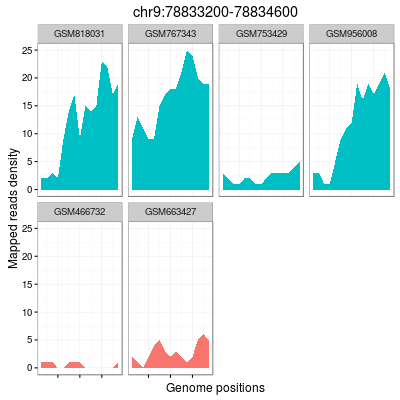 chr9:78833200-78834600
GSM818031 GSM767343 GSM753429 GSM956008
25
20
15
10
5
0
Mapped reads density
GSM466732 GSM663427
25
20
15
10
5
0
Genome positions